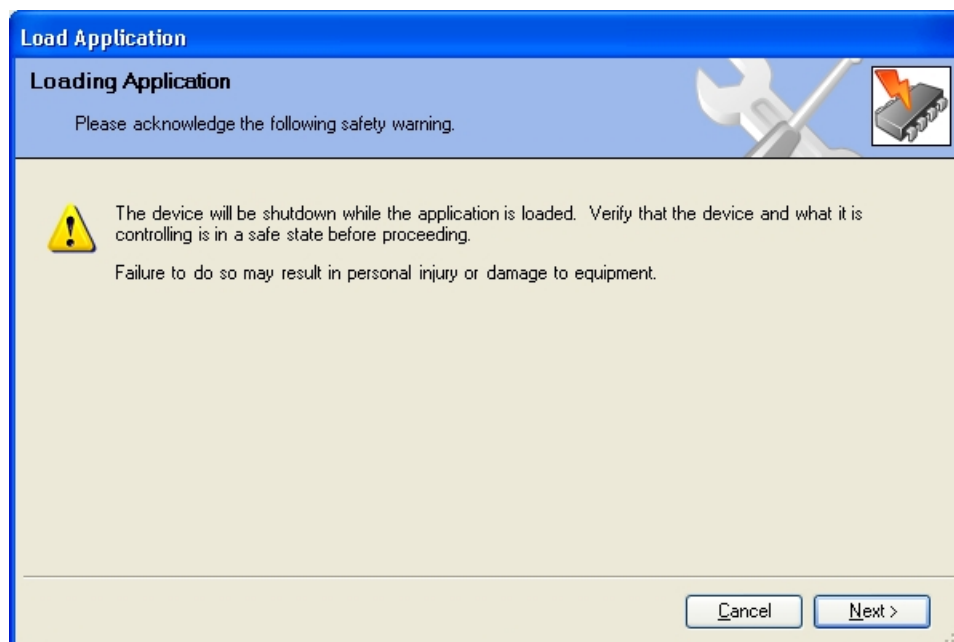 Load Application
Loading Application
Please acknowledge the following safety warning.
The device will be shutdown while the application is loaded.  Verify that the device and what it is
controlling is in a safe state before proceeding.
Failure to do so may result in personal injury or damage to equipment.
Cancel
Next >